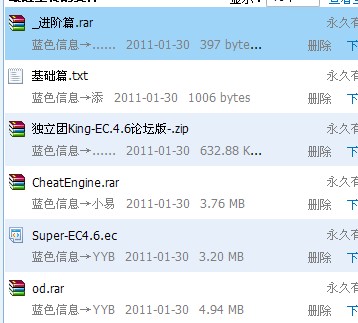 _进阶篇.rar 永久有
蓝色信息→…… 2011-01-30 397 byte... 删除 下
基础篇.txt 永久有
蓝色信息→添 2011-01-30 1006 bytes 删除 下
独立团King-EC.4.6论坛版-.zip 永久有
蓝色信息→…… 2011-01-30 632.88 K... 删除 下
CheatEngine.rar 永久有
蓝色信息→小易 2011-01-30 3.76 MB 删除 下
Super-EC4.6.ec 永久有
蓝色信息→YYB 2011-01-30 3.20 MB 删除 下
od.rar 永久有
蓝色信息→YYB 2011-01-30 4.94 MB 删除 下